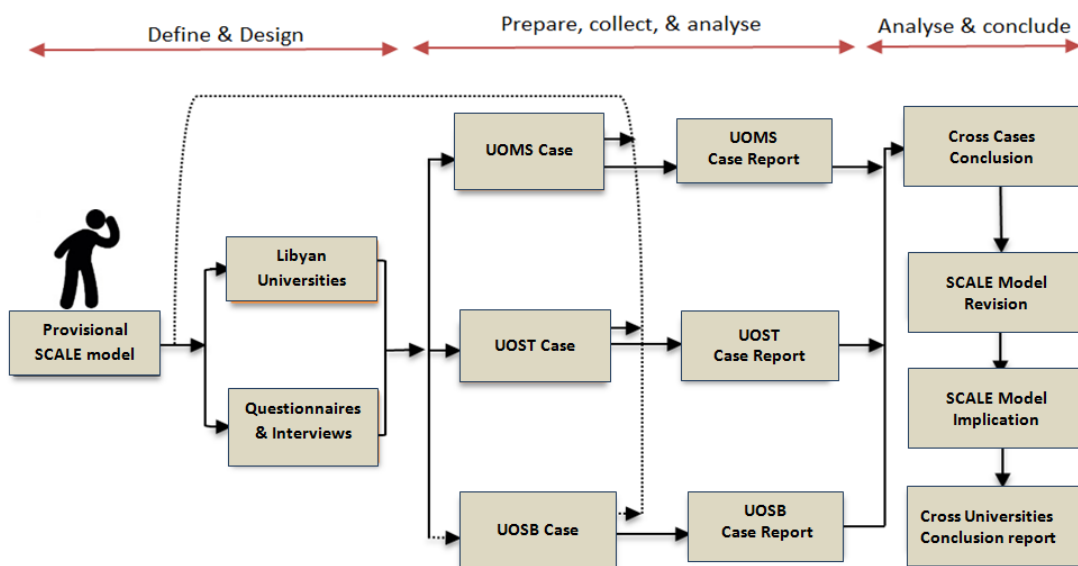 Define & Design
Prepare, collect, & analyse
Analyse & conclude
Provisional
SCALE model
Libyan
Universities
Questionnaires
& Interviews
UOMS Case
UOMS
Case Report
UOST Case
UOST
Case Report
UOSB Case
UOSB
Case Report
Cross Cases
Conclusion
SCALE Model
Revision
SCALE Model
Implication
Cross Universities
Conclusion report